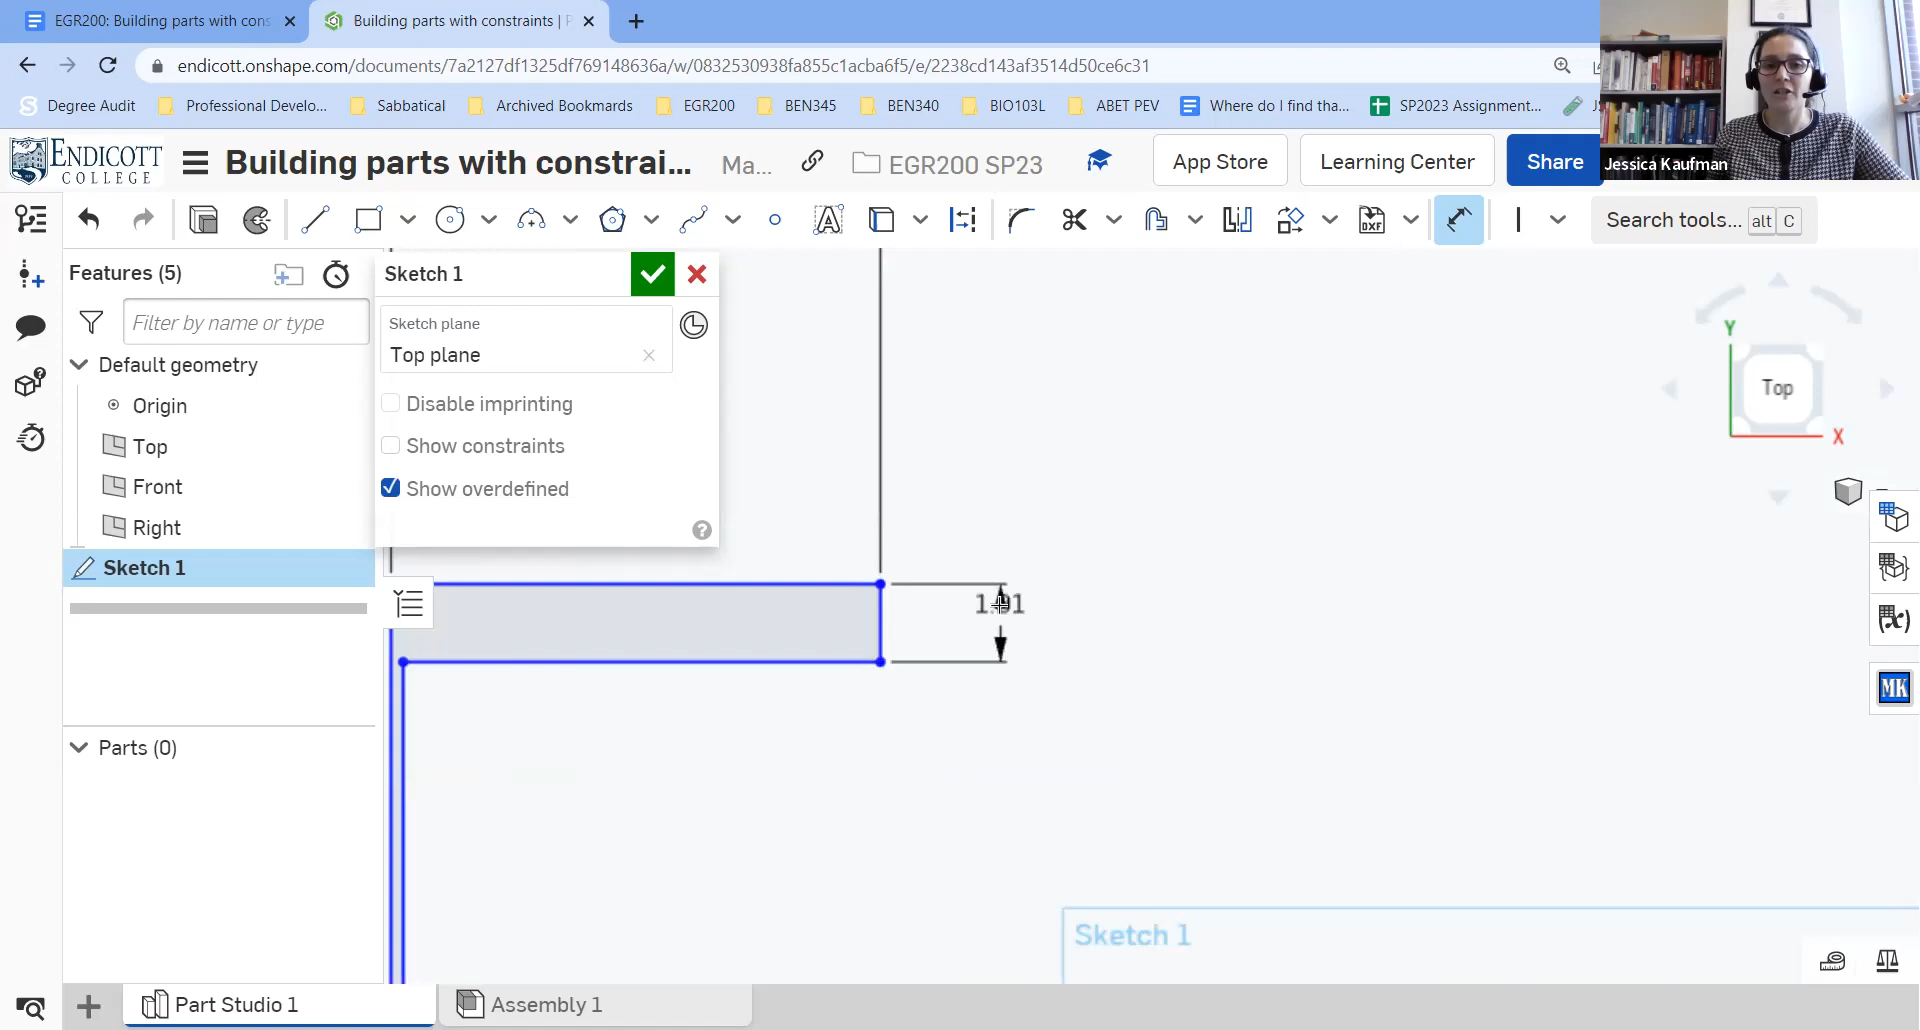 EGR200: Building parts with cons
Building parts with constraints | P
endicott.onshape.com/documents/7a2127df1325df769148636a/w/0832530938fa855c1acba6f5/e/2238cd143af3514d50ce6c31
Degree Audit
Professional Develo...
Sabbatical
Archived Bookmards
EGR200
BEN345
BEN340
BIO103L
ABET PEV
Where do I find tha...
SP2023 Assignment...
Jessica Kaufman
ENDICOTT
COLLEGE
Building parts with constrai...
Ma...
EGR200 SP23
App Store
Learning Center
Share
DXF
Search tools... alt C
Features (5)
Filter by name or type
Default geometry
Origin
Top
Front
Right
Sketch 1
Parts (0)
Sketch 1
Sketch plane
Top plane
Disable imprinting
Show constraints
Show overdefined
Y
Top
X
(x)
MK
Sketch 1
Part Studio 1
Assembly 1